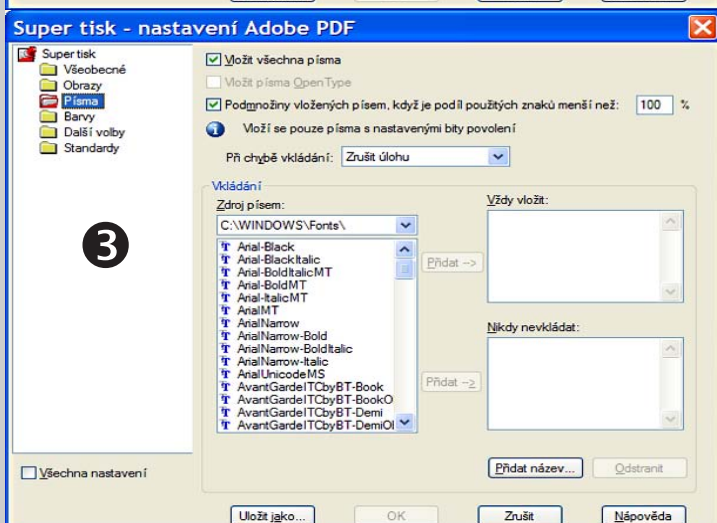 Super tisk - nastavení Adobe PDF
Super tisk
Všeobecné
Obrazy
Písma
Barvy
Další volby
Standardy
Vložit všechna písma
Vložit písma OpenType
Podmnožiny vložených písem, když je podíl použitých znaků menší než: 100 %
Vloží se pouze písma s nastavenými bity povolení
Při chybě vkládání: Zrušit úlohu
Vkládání
Zdroj písem:
C:\WINDOWS\Fonts\
Arial-Black
Arial-BlackItalic
Arial-BoldItalicMT
Arial-BoldMT
Arial-ItalicMT
ArialMT
ArialNarrow
ArialNarrow-Bold
ArialNarrow-BoldItalic
ArialNarrow-Italic
ArialUnicodeMS
AvantGardeITCbyBT-Book
AvantGardeITCbyBT-BookO
AvantGardeITCbyBT-Demi
AvantGardeITCbyBT-DemiOl
Přidat -->
Přidat -->
Vždy vložit:
Nikdy nevkládat:
Přidat název...
Odstranit
3
Všechna nastavení
Uložit jako...
OK
Zrušit
Nápověda